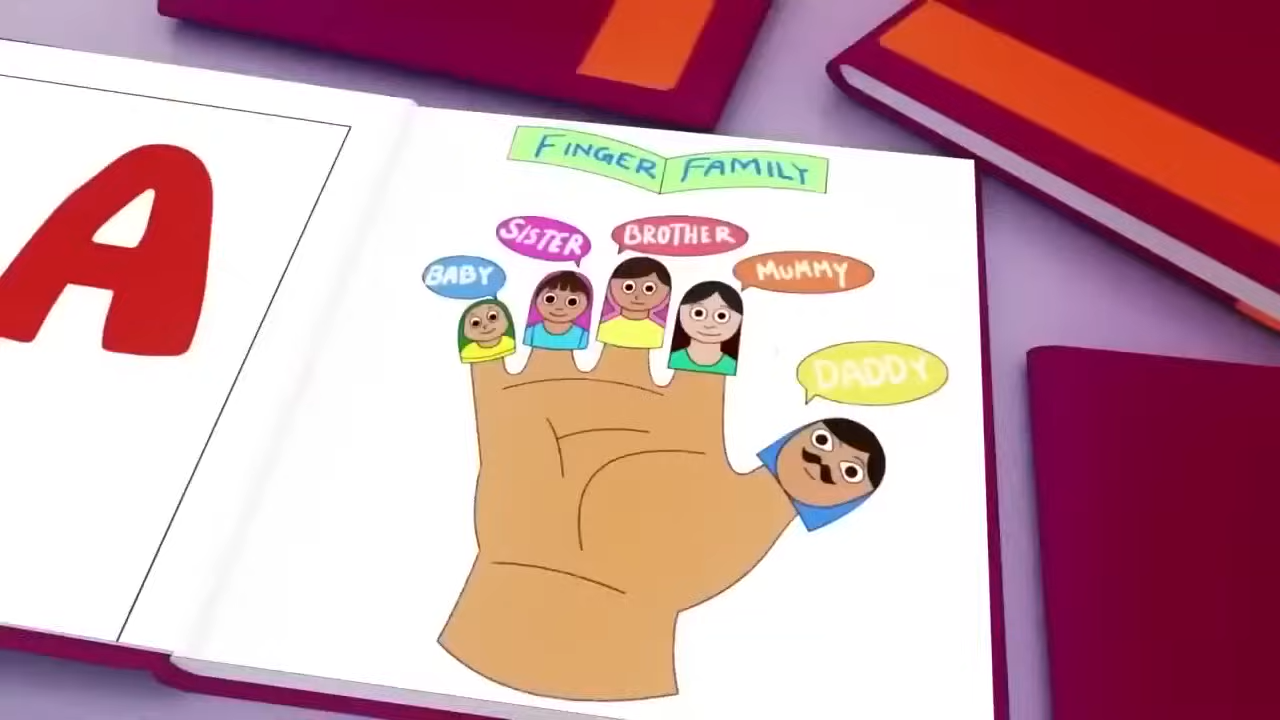 A
FINGER FAMILY
SISTER
BROTHER
BABY
MUMMY
DADDY